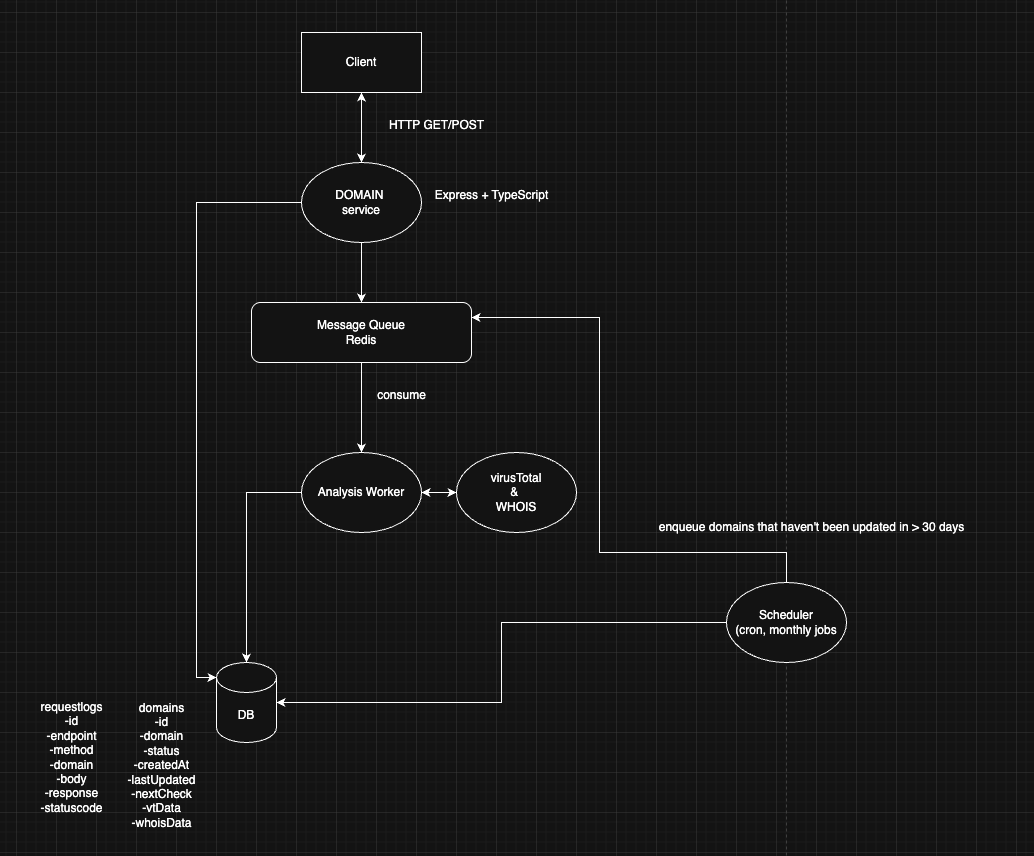 Client
HTTP GET/POST
DOMAIN
service
Express + TypeScript
Message Queue
Redis
consume
Analysis Worker
virusTotal
&
WHOIS
enqueue domains that haven't been updated in > 30 days
Scheduler
(cron, monthly jobs
DB
requestlogs
-id
-endpoint
-method
-domain
-body
-response
-statuscode
domains
-id
-domain
-status
-createdAt
-lastUpdated
-nextCheck
-vtData
-whoisData